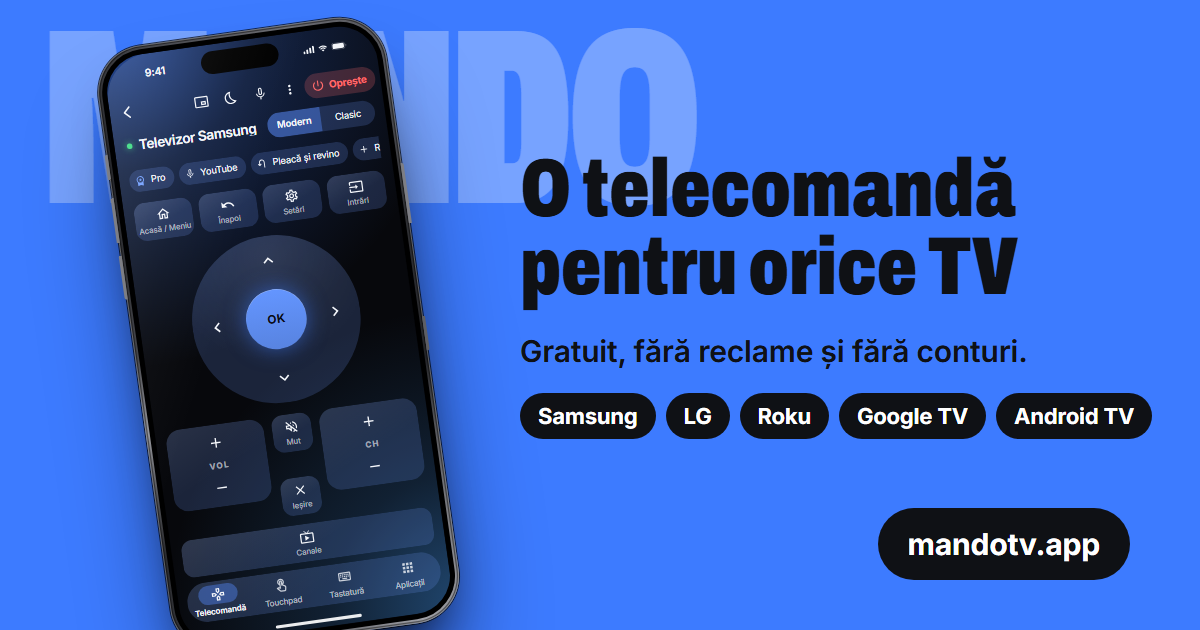 MANDO
9:41
Oprește
Televizor Samsung
Modern
Clasic
Pro
YouTube
Pleacă și revino
R
Acasă / Meniu
Înapoi
Setări
Intrări
OK
+
VOL
−
Mut
+
CH
−
Ieșire
Canale
Telecomandă
Touchpad
Tastatură
Aplicații
O telecomandă
pentru orice TV
Gratuit, fără reclame și fără conturi.
Samsung LG Roku Google TV Android TV
mandotv.app